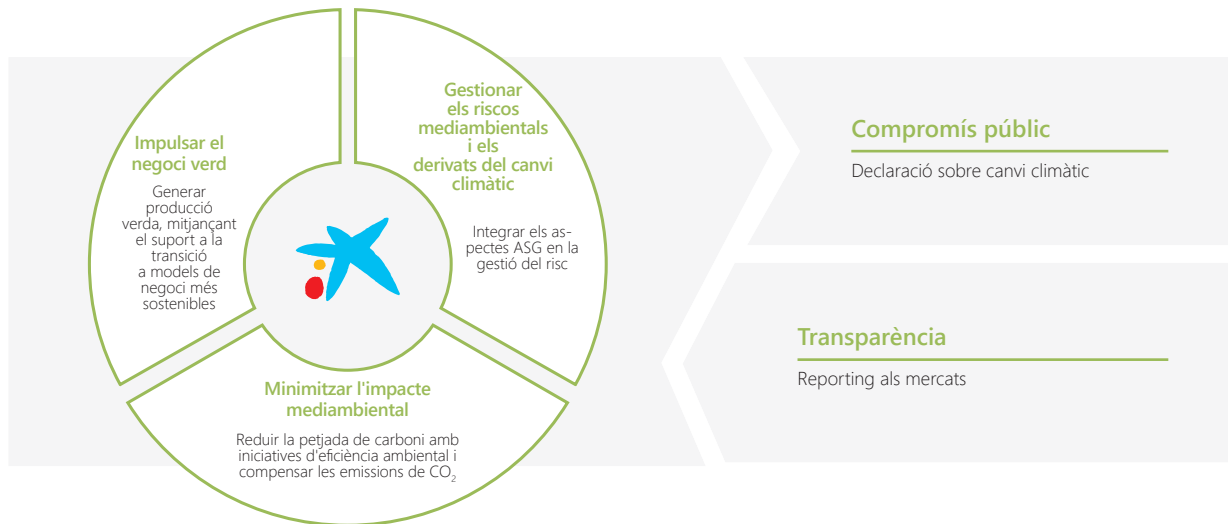 Impulsar el
negoci verd
Generar
producció
verda, mitjançant
el suport a la
transició
a models de
negoci més
sostenibles
Gestionar
els riscos
mediambientals
i els
derivats del canvi
climàtic
Integrar els as-
pectes ASG en la
gestió del risc
Minimitzar l'impacte
mediambiental
Reduir la petjada de carboni amb
iniciatives d'eficiència ambiental i
compensar les emissions de CO₂
Compromís públic
Declaració sobre canvi climàtic
Transparència
Reporting als mercats